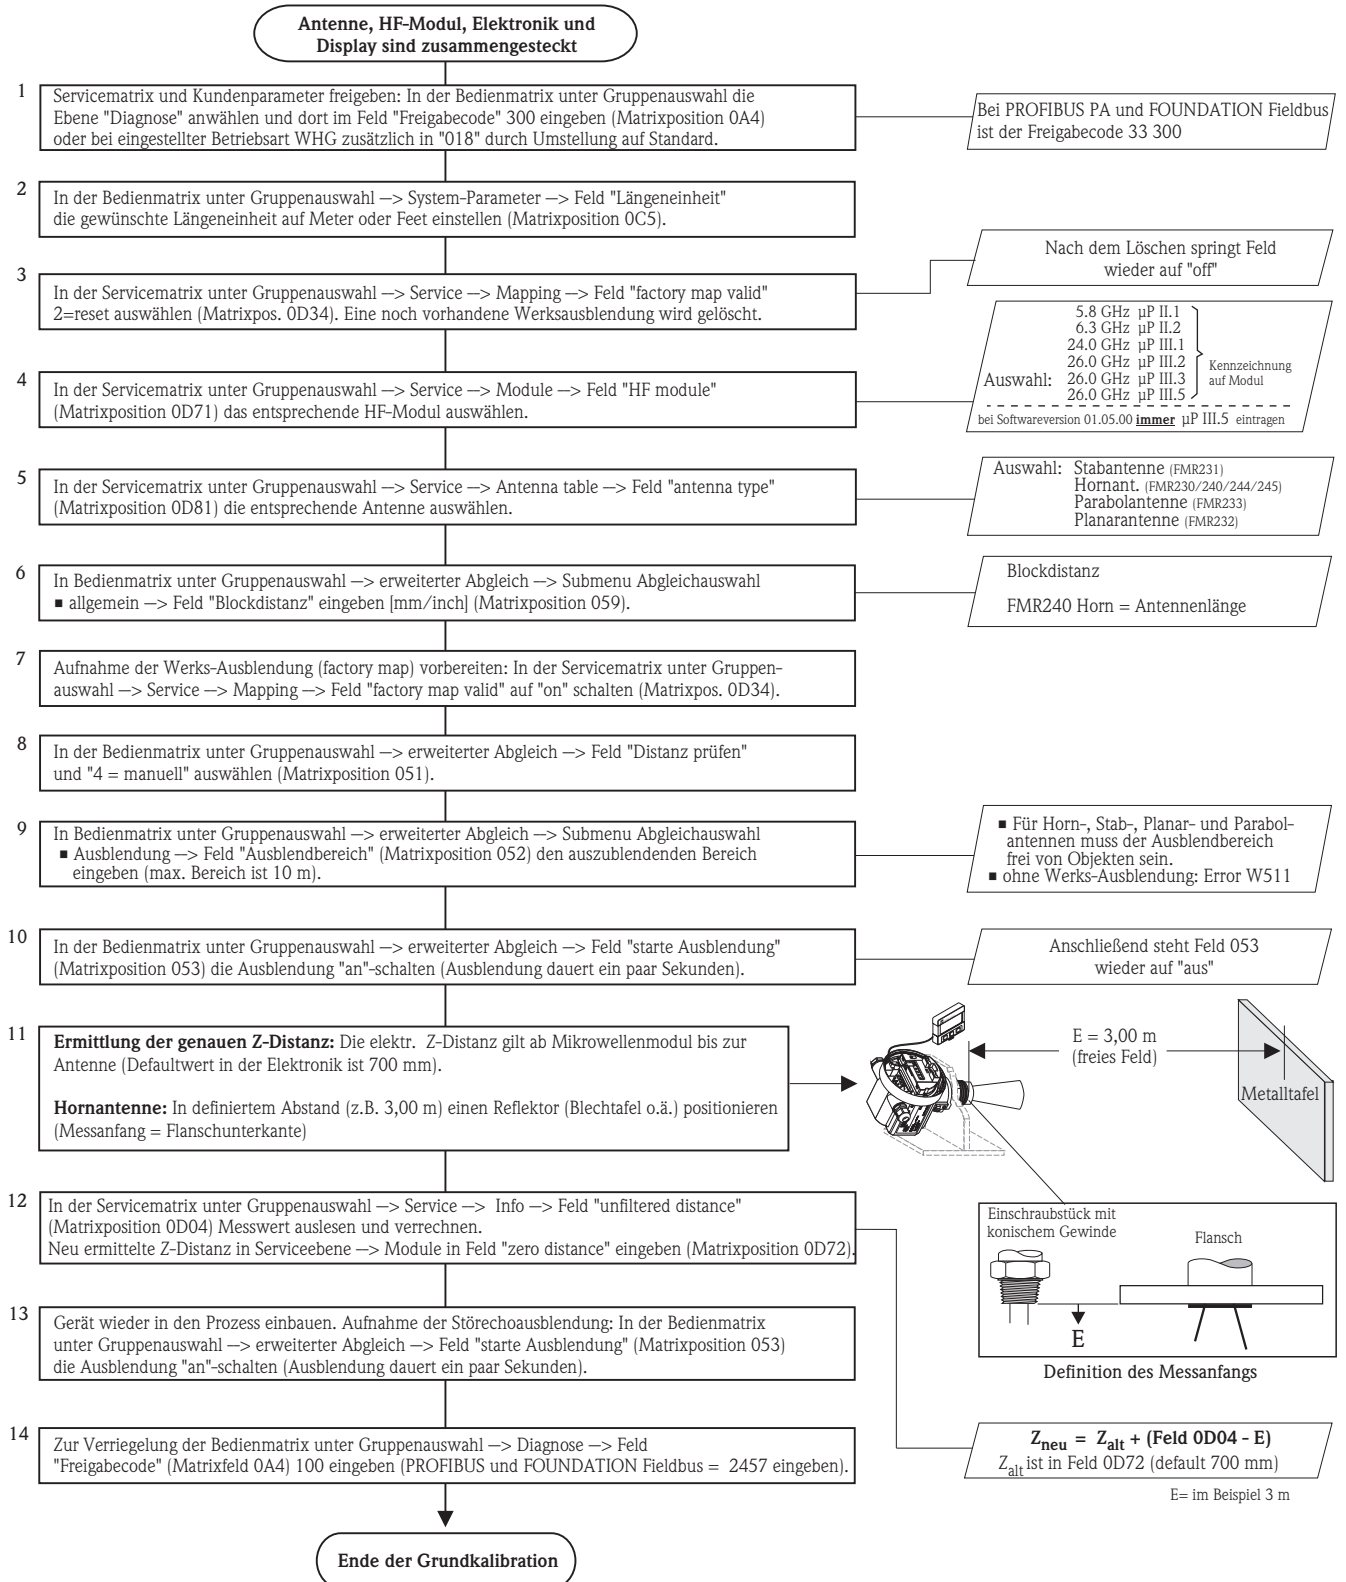 Antenne, HF-Modul, Elektronik und
Display sind zusammengesteckt
1
Servicematrix und Kundenparameter freigeben: In der Bedienmatrix unter Gruppenauswahl die
Ebene "Diagnose" anwählen und dort im Feld "Freigabecode" 300 eingeben (Matrixposition 0A4)
oder bei eingestellter Betriebsart WHG zusätzlich in "018" durch Umstellung auf Standard.
Bei PROFIBUS PA und FOUNDATION Fieldbus
ist der Freigabecode 33 300
2
In der Bedienmatrix unter Gruppenauswahl —> System-Parameter —> Feld "Längeneinheit"
die gewünschte Längeneinheit auf Meter oder Feet einstellen (Matrixposition 0C5).
3
In der Servicematrix unter Gruppenauswahl —> Service —> Mapping —> Feld "factory map valid"
2=reset auswählen (Matrixpos. 0D34). Eine noch vorhandene Werksausblendung wird gelöscht.
Nach dem Löschen springt Feld
wieder auf "off"
4
In der Servicematrix unter Gruppenauswahl —> Service —> Module —> Feld "HF module"
(Matrixposition 0D71) das entsprechende HF-Modul auswählen.
5.8 GHz µP II.1
6.3 GHz µP II.2
24.0 GHz µP III.1
26.0 GHz µP III.2
Auswahl: 26.0 GHz µP III.3
26.0 GHz µP III.5
Kennzeichnung
auf Modul
bei Softwareversion 01.05.00 immer µP III.5 eintragen
5
In der Servicematrix unter Gruppenauswahl —> Service —> Antenna table —> Feld "antenna type"
(Matrixposition 0D81) die entsprechende Antenne auswählen.
Auswahl: Stabantenne (FMR231)
Hornant. (FMR230/240/244/245)
Parabolantenne (FMR233)
Planarantenne (FMR232)
6
In Bedienmatrix unter Gruppenauswahl —> erweiterter Abgleich —> Submenu Abgleichauswahl
■ allgemein —> Feld "Blockdistanz" eingeben [mm/inch] (Matrixposition 059).
Blockdistanz
FMR240 Horn = Antennenlänge
7
Aufnahme der Werks-Ausblendung (factory map) vorbereiten: In der Servicematrix unter Gruppen-
auswahl —> Service —> Mapping —> Feld "factory map valid" auf "on" schalten (Matrixpos. 0D34).
8
In der Bedienmatrix unter Gruppenauswahl —> erweiterter Abgleich —> Feld "Distanz prüfen"
und "4 = manuell" auswählen (Matrixposition 051).
9
In Bedienmatrix unter Gruppenauswahl —> erweiterter Abgleich —> Submenu Abgleichauswahl
■ Ausblendung —> Feld "Ausblendbereich" (Matrixposition 052) den auszublendenden Bereich
eingeben (max. Bereich ist 10 m).
■ Für Horn-, Stab-, Planar- und Parabol-
antennen muss der Ausblendbereich
frei von Objekten sein.
■ ohne Werks-Ausblendung: Error W511
10
In der Bedienmatrix unter Gruppenauswahl —> erweiterter Abgleich —> Feld "starte Ausblendung"
(Matrixposition 053) die Ausblendung "an"-schalten (Ausblendung dauert ein paar Sekunden).
Anschließend steht Feld 053
wieder auf "aus"
11
Ermittlung der genauen Z-Distanz: Die elektr. Z-Distanz gilt ab Mikrowellenmodul bis zur
Antenne (Defaultwert in der Elektronik ist 700 mm).
Hornantenne: In definiertem Abstand (z.B. 3,00 m) einen Reflektor (Blechtafel o.ä.) positionieren
(Messanfang = Flanschunterkante)
E = 3,00 m
(freies Feld)
Metalltafel
12
In der Servicematrix unter Gruppenauswahl —> Service —> Info —> Feld "unfiltered distance"
(Matrixposition 0D04) Messwert auslesen und verrechnen.
Neu ermittelte Z-Distanz in Serviceebene —> Module in Feld "zero distance" eingeben (Matrixposition 0D72).
Einschraubstück mit
konischem Gewinde
Flansch
E
Definition des Messanfangs
13
Gerät wieder in den Prozess einbauen. Aufnahme der Störechoausblendung: In der Bedienmatrix
unter Gruppenauswahl —> erweiterter Abgleich —> Feld "starte Ausblendung" (Matrixposition 053)
die Ausblendung "an"-schalten (Ausblendung dauert ein paar Sekunden).
14
Zur Verriegelung der Bedienmatrix unter Gruppenauswahl —> Diagnose —> Feld
"Freigabecode" (Matrixfeld 0A4) 100 eingeben (PROFIBUS und FOUNDATION Fieldbus = 2457 eingeben).
Zneu = Zalt + (Feld 0D04 - E)
Zalt ist in Feld 0D72 (default 700 mm)
E= im Beispiel 3 m
Ende der Grundkalibration